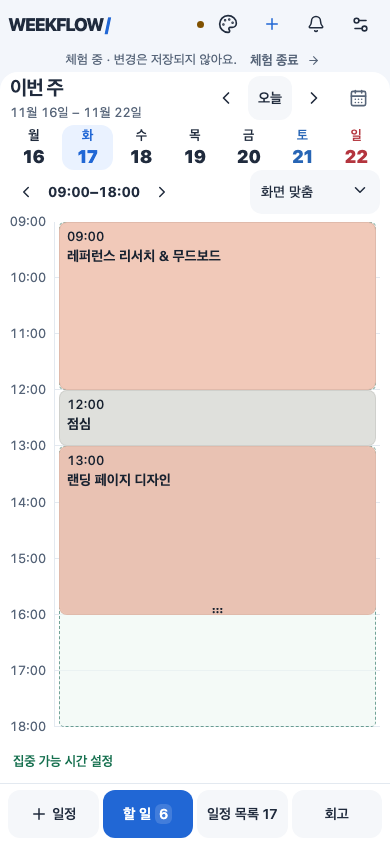 WEEKFLOW/
체험 중 · 변경은 저장되지 않아요. 체험 종료 →
이번 주
11월 16일 – 11월 22일
오늘
월 화 수 목 금 토 일
16 17 18 19 20 21 22
09:00–18:00
화면 맞춤
09:00
09:00
레퍼런스 리서치 & 무드보드
10:00
11:00
12:00
12:00
점심
13:00
13:00
랜딩 페이지 디자인
14:00
15:00
16:00
17:00
18:00
집중 가능 시간 설정
+ 일정
할 일 6
일정 목록 17
회고